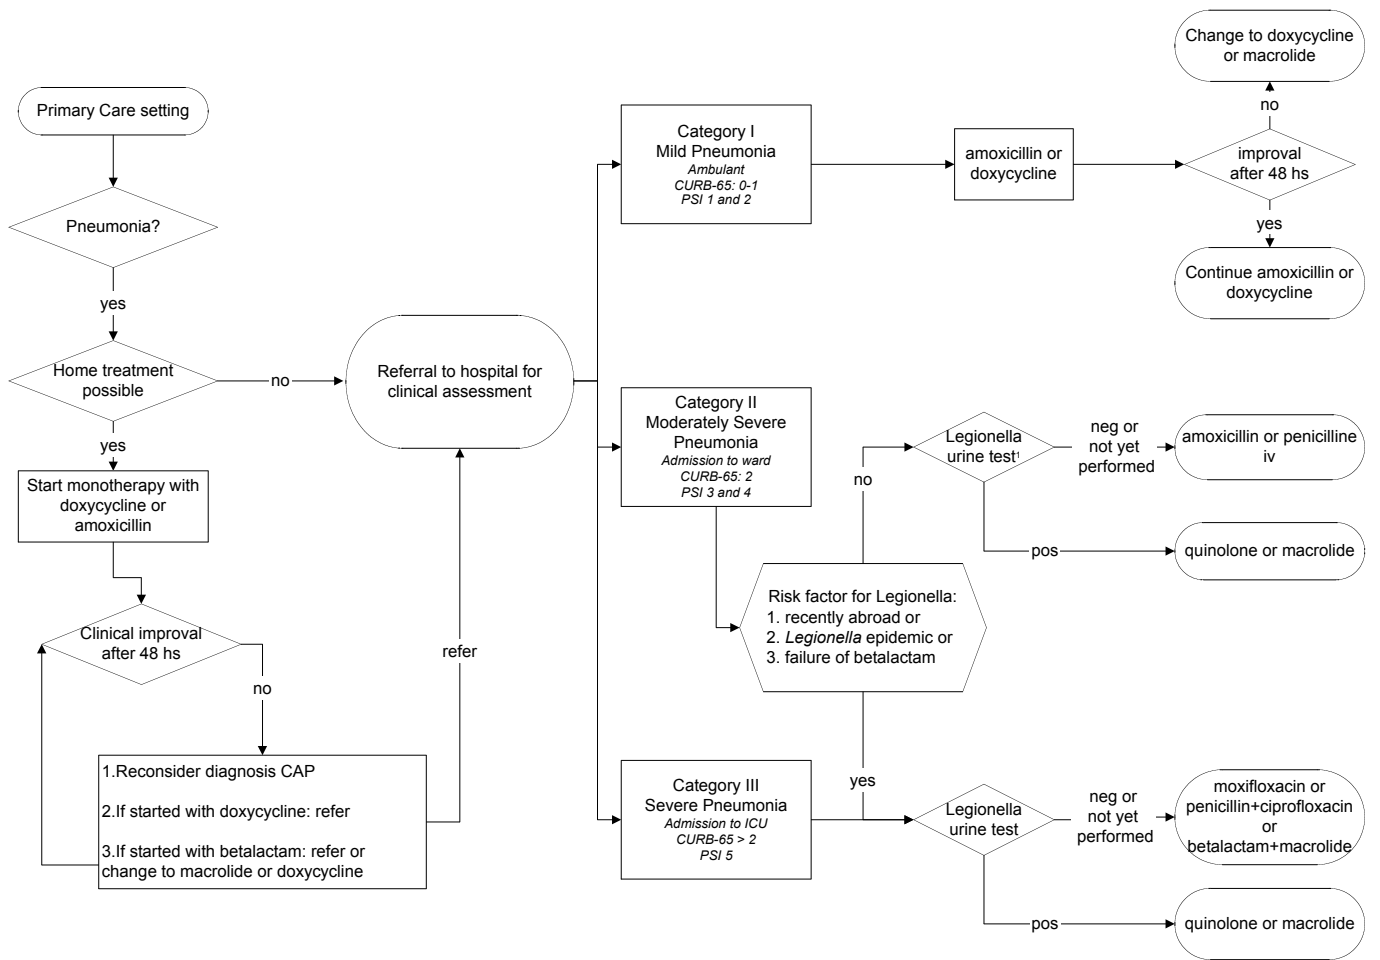 Primary Care setting
Pneumonia?
yes
Home treatment
possible
no
yes
Start monotherapy with
doxycycline or
amoxicillin
Clinical improval
after 48 hs
no
1.Reconsider diagnosis CAP
2.If started with doxycycline: refer
3.If started with betalactam: refer or
change to macrolide or doxycycline
refer
Referral to hospital for
clinical assessment
Category I
Mild Pneumonia
Ambulant
CURB-65: 0-1
PSI 1 and 2
amoxicillin or
doxycycline
improval
after 48 hs
no
Change to doxycycline
or macrolide
yes
Continue amoxicillin or
doxycycline
Category II
Moderately Severe
Pneumonia
Admission to ward
CURB-65: 2
PSI 3 and 4
Risk factor for Legionella:
1. recently abroad or
2. Legionella epidemic or
3. failure of betalactam
no
Legionella
urine test¹
neg or
not yet
performed
amoxicillin or penicilline
iv
pos
quinolone or macrolide
yes
Category III
Severe Pneumonia
Admission to ICU
CURB-65 > 2
PSI 5
Legionella
urine test
neg or
not yet
performed
moxifloxacin or
penicillin+ciprofloxacin
or
betalactam+macrolide
pos
quinolone or macrolide